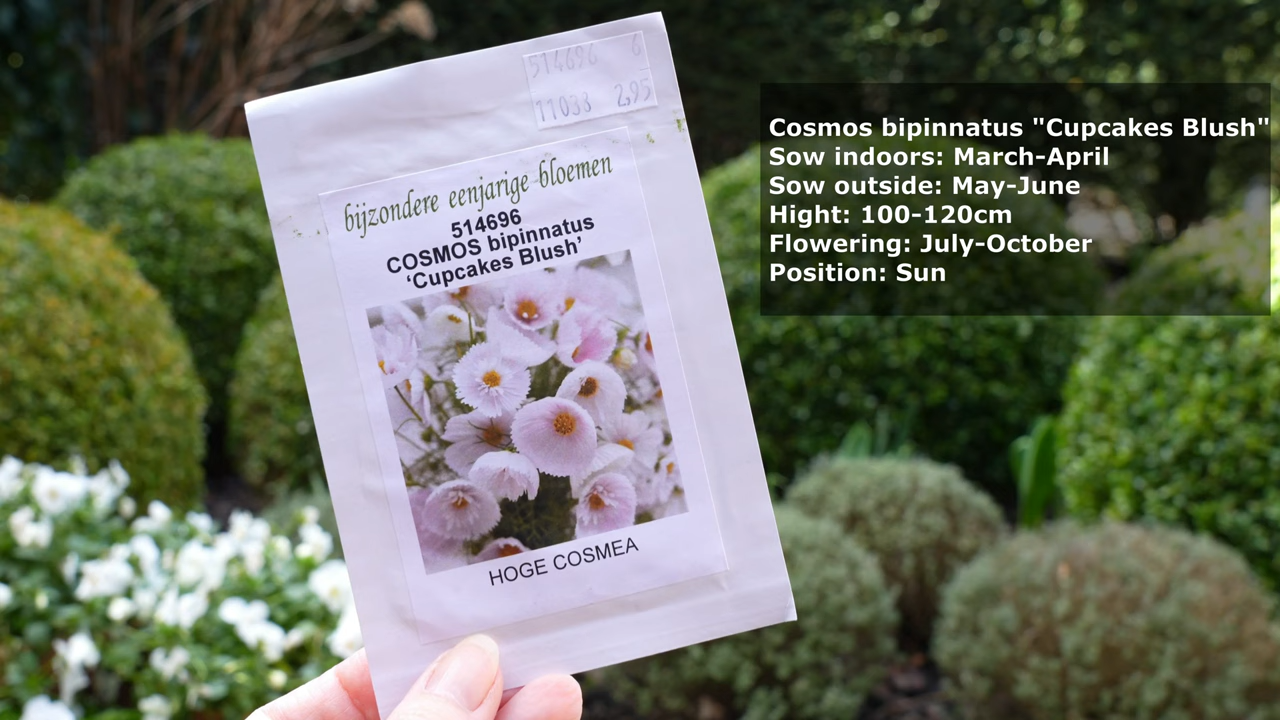 514696 6
11033 2,95
bijzondere eenjarige bloemen
514696
COSMOS bipinnatus
‘Cupcakes Blush’
HOGE COSMEA
Cosmos bipinnatus "Cupcakes Blush"
Sow indoors: March-April
Sow outside: May-June
Hight: 100-120cm
Flowering: July-October
Position: Sun